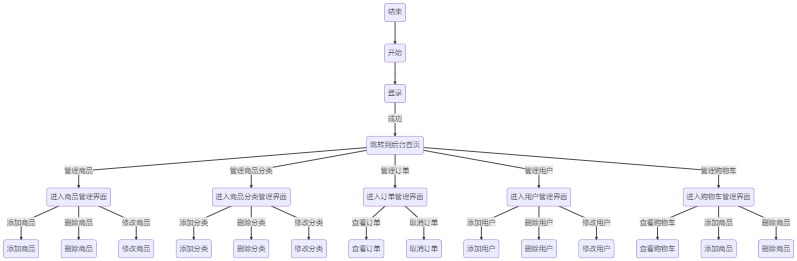 结束
开始
登录
成功
跳转到后台首页
管理商品 管理商品分类 管理订单 管理用户 管理购物车
进入商品管理界面 进入商品分类管理界面 进入订单管理界面 进入用户管理界面 进入购物车管理界面
添加商品 删除商品 修改商品 添加分类 删除分类 修改分类 查看订单 取消订单 添加用户 删除用户 修改用户 查看购物车 添加商品 删除商品
添加商品 删除商品 修改商品 添加分类 删除分类 修改分类 查看订单 取消订单 添加用户 删除用户 修改用户 查看购物车 添加商品 删除商品